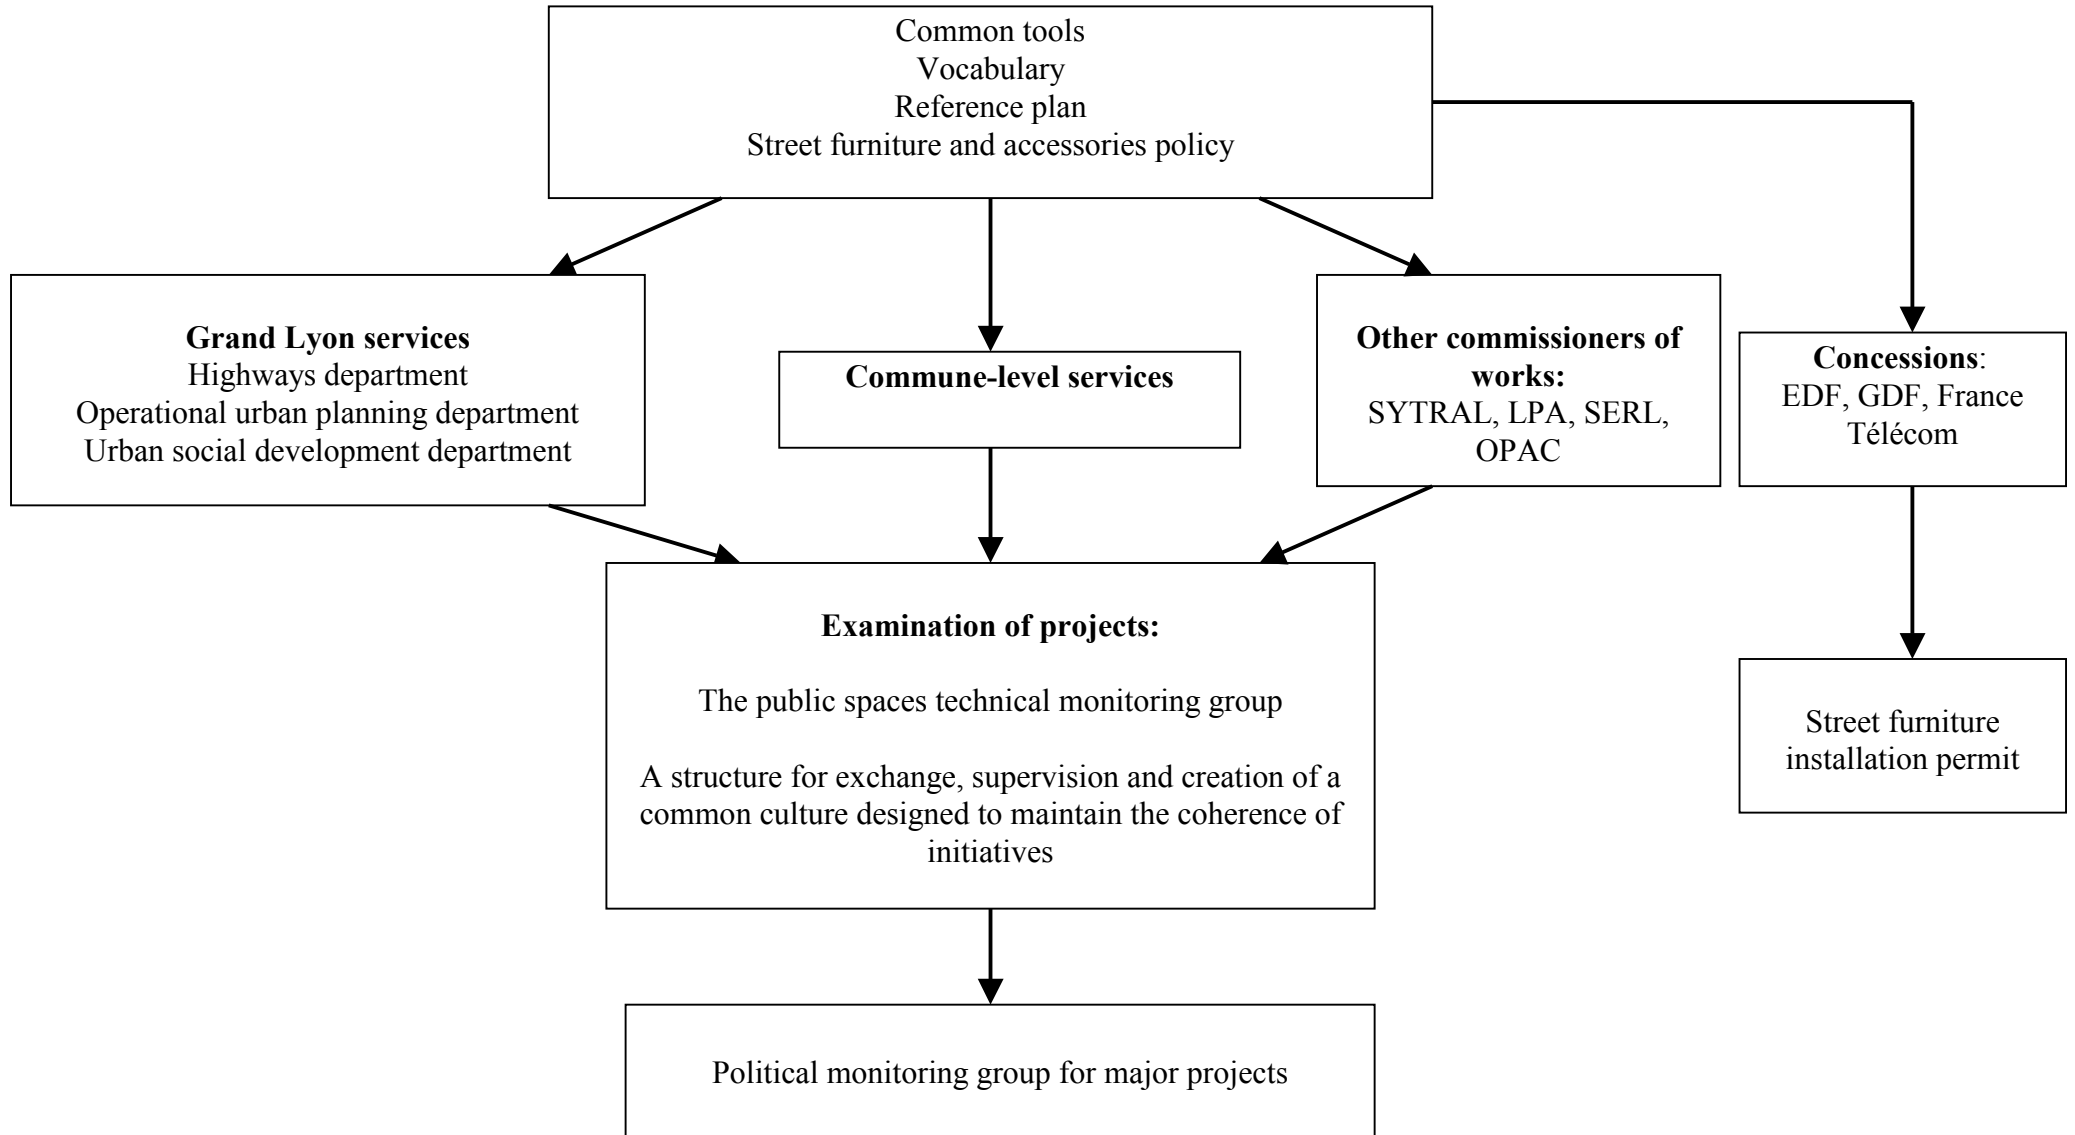 Common tools
Vocabulary
Reference plan
Street furniture and accessories policy
Grand Lyon services
Highways department
Operational urban planning department
Urban social development department
Commune-level services
Other commissioners of
works:
SYTRAL, LPA, SERL,
OPAC
Concessions:
EDF, GDF, France
Télécom
Examination of projects:
The public spaces technical monitoring group
A structure for exchange, supervision and creation of a
common culture designed to maintain the coherence of
initiatives
Street furniture
installation permit
Political monitoring group for major projects